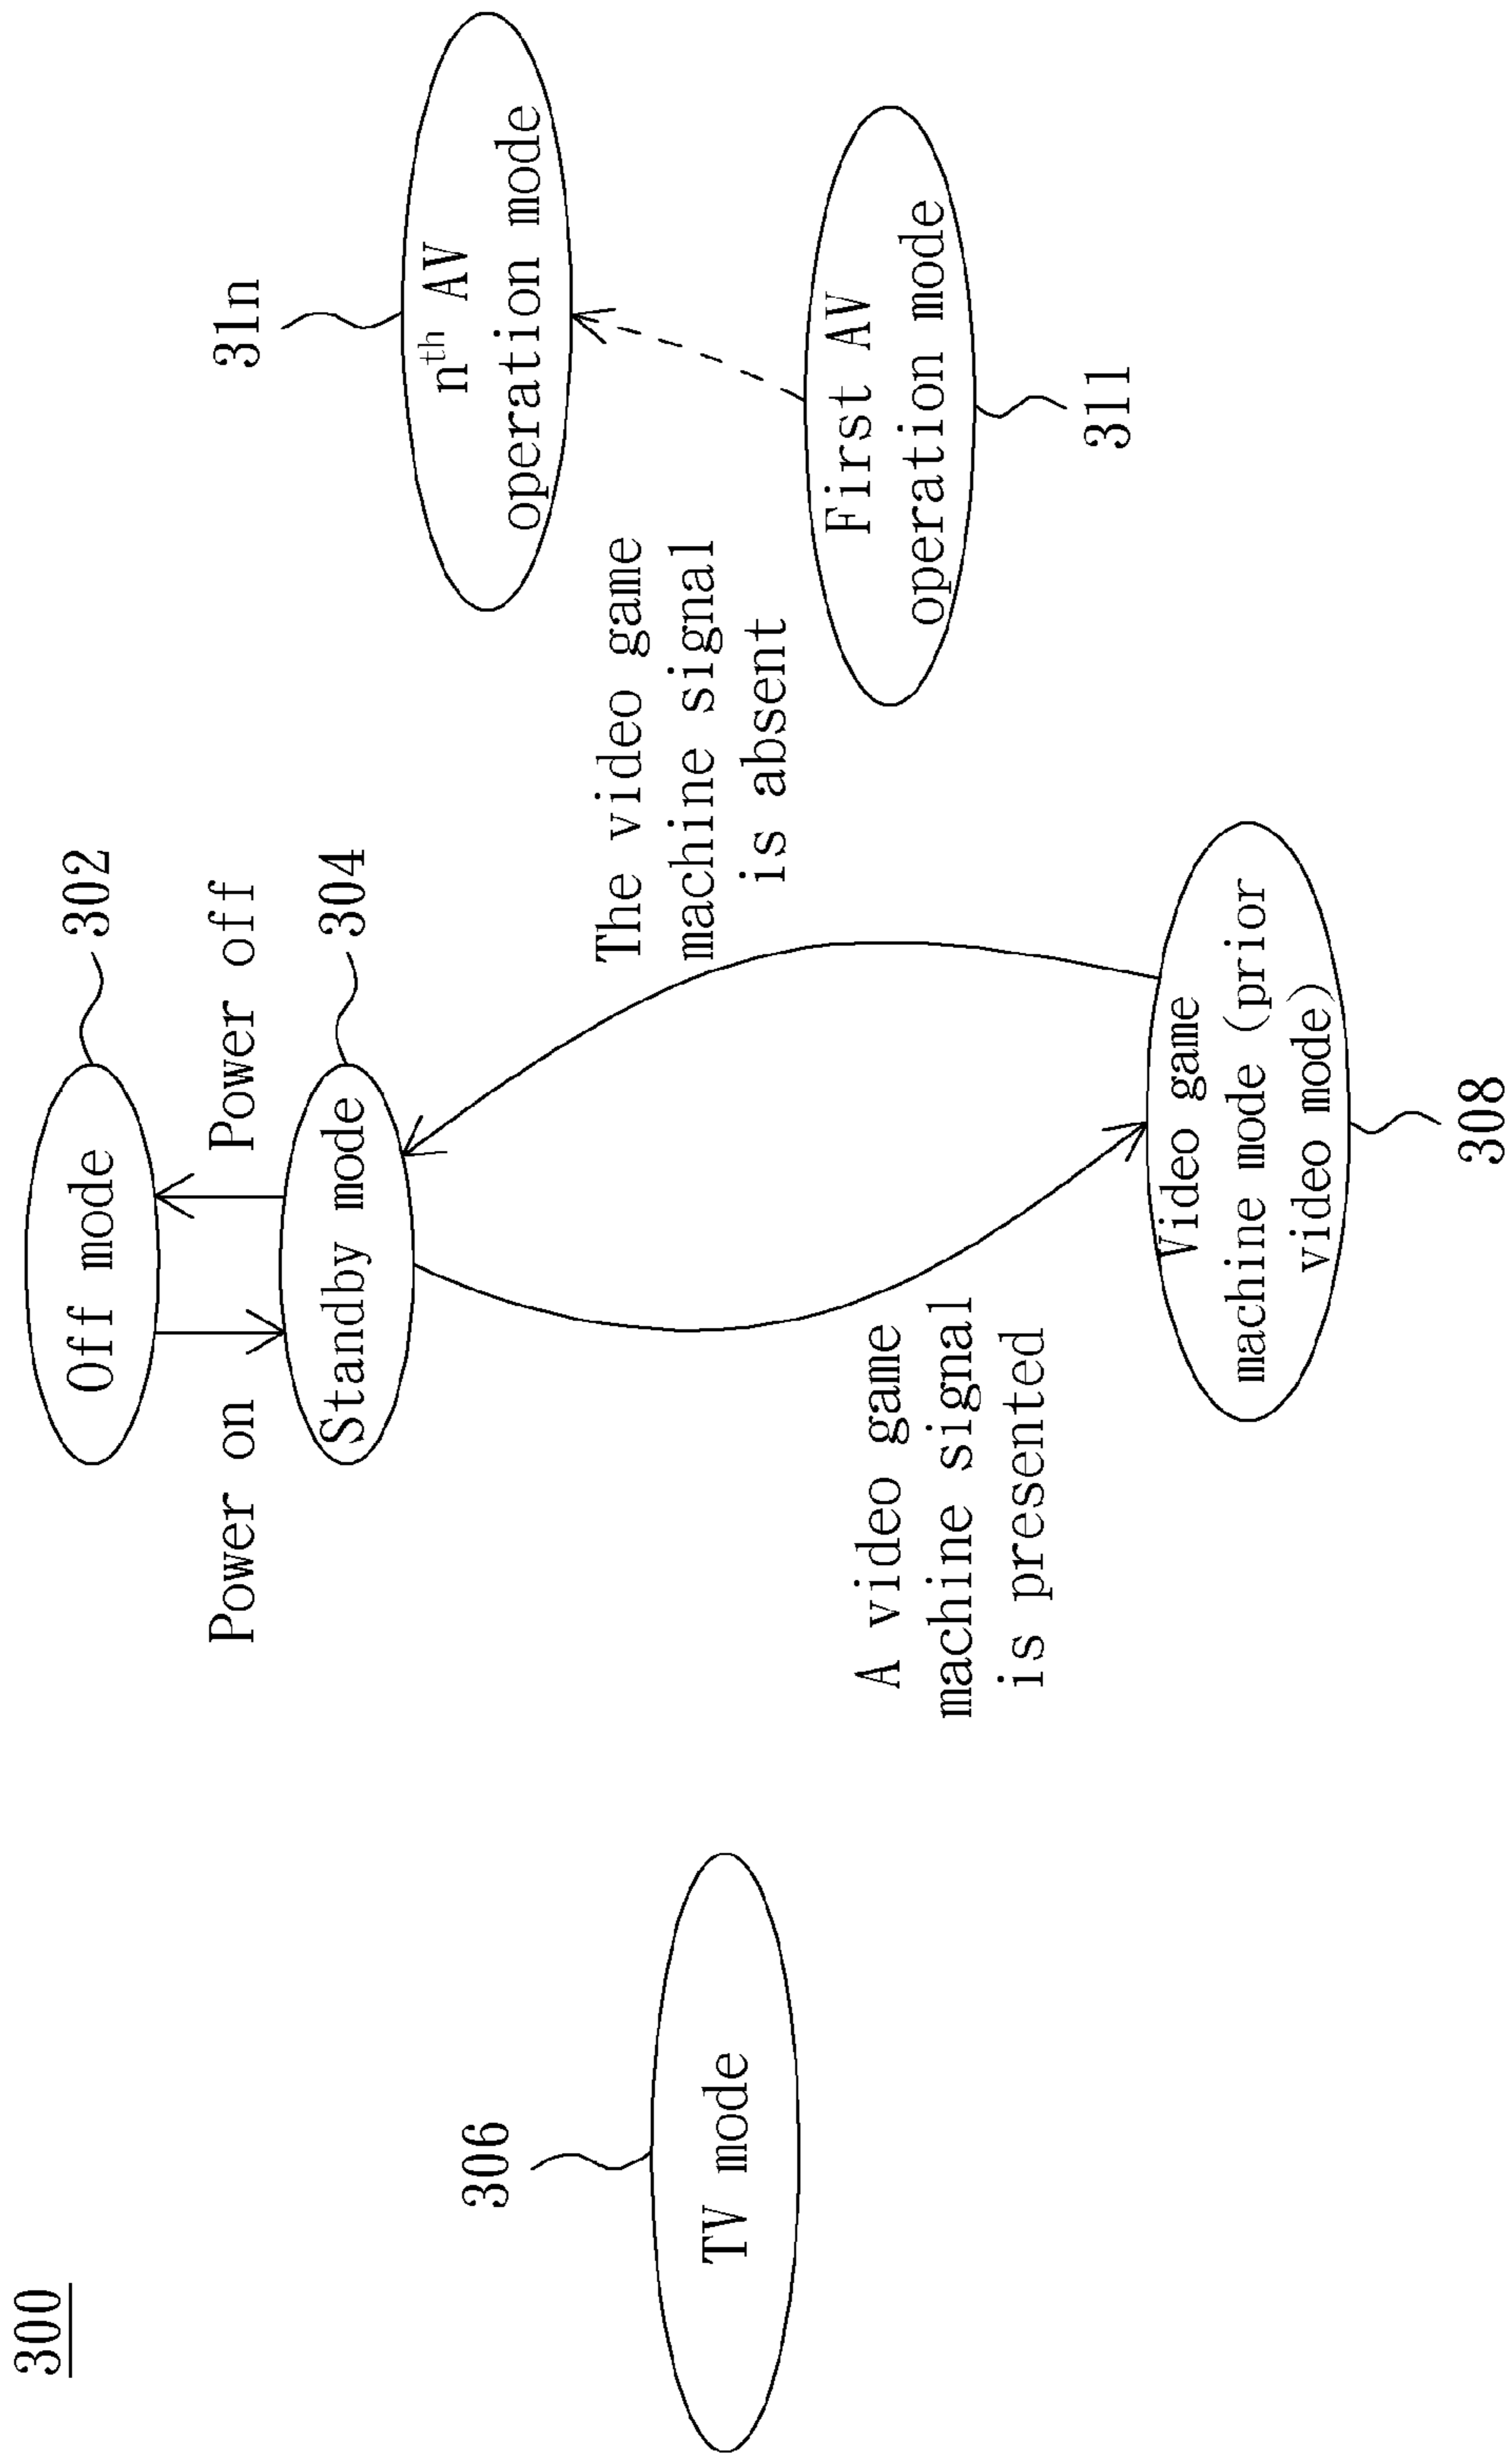 300
Off mode
302
Power on
Power off
Standby mode
304
31n
nth AV
operation mode
306
TV mode
The video game
machine signal
is absent
First AV
operation mode
311
A video game
machine signal
is presented
Video game
machine mode (prior
video mode)
308